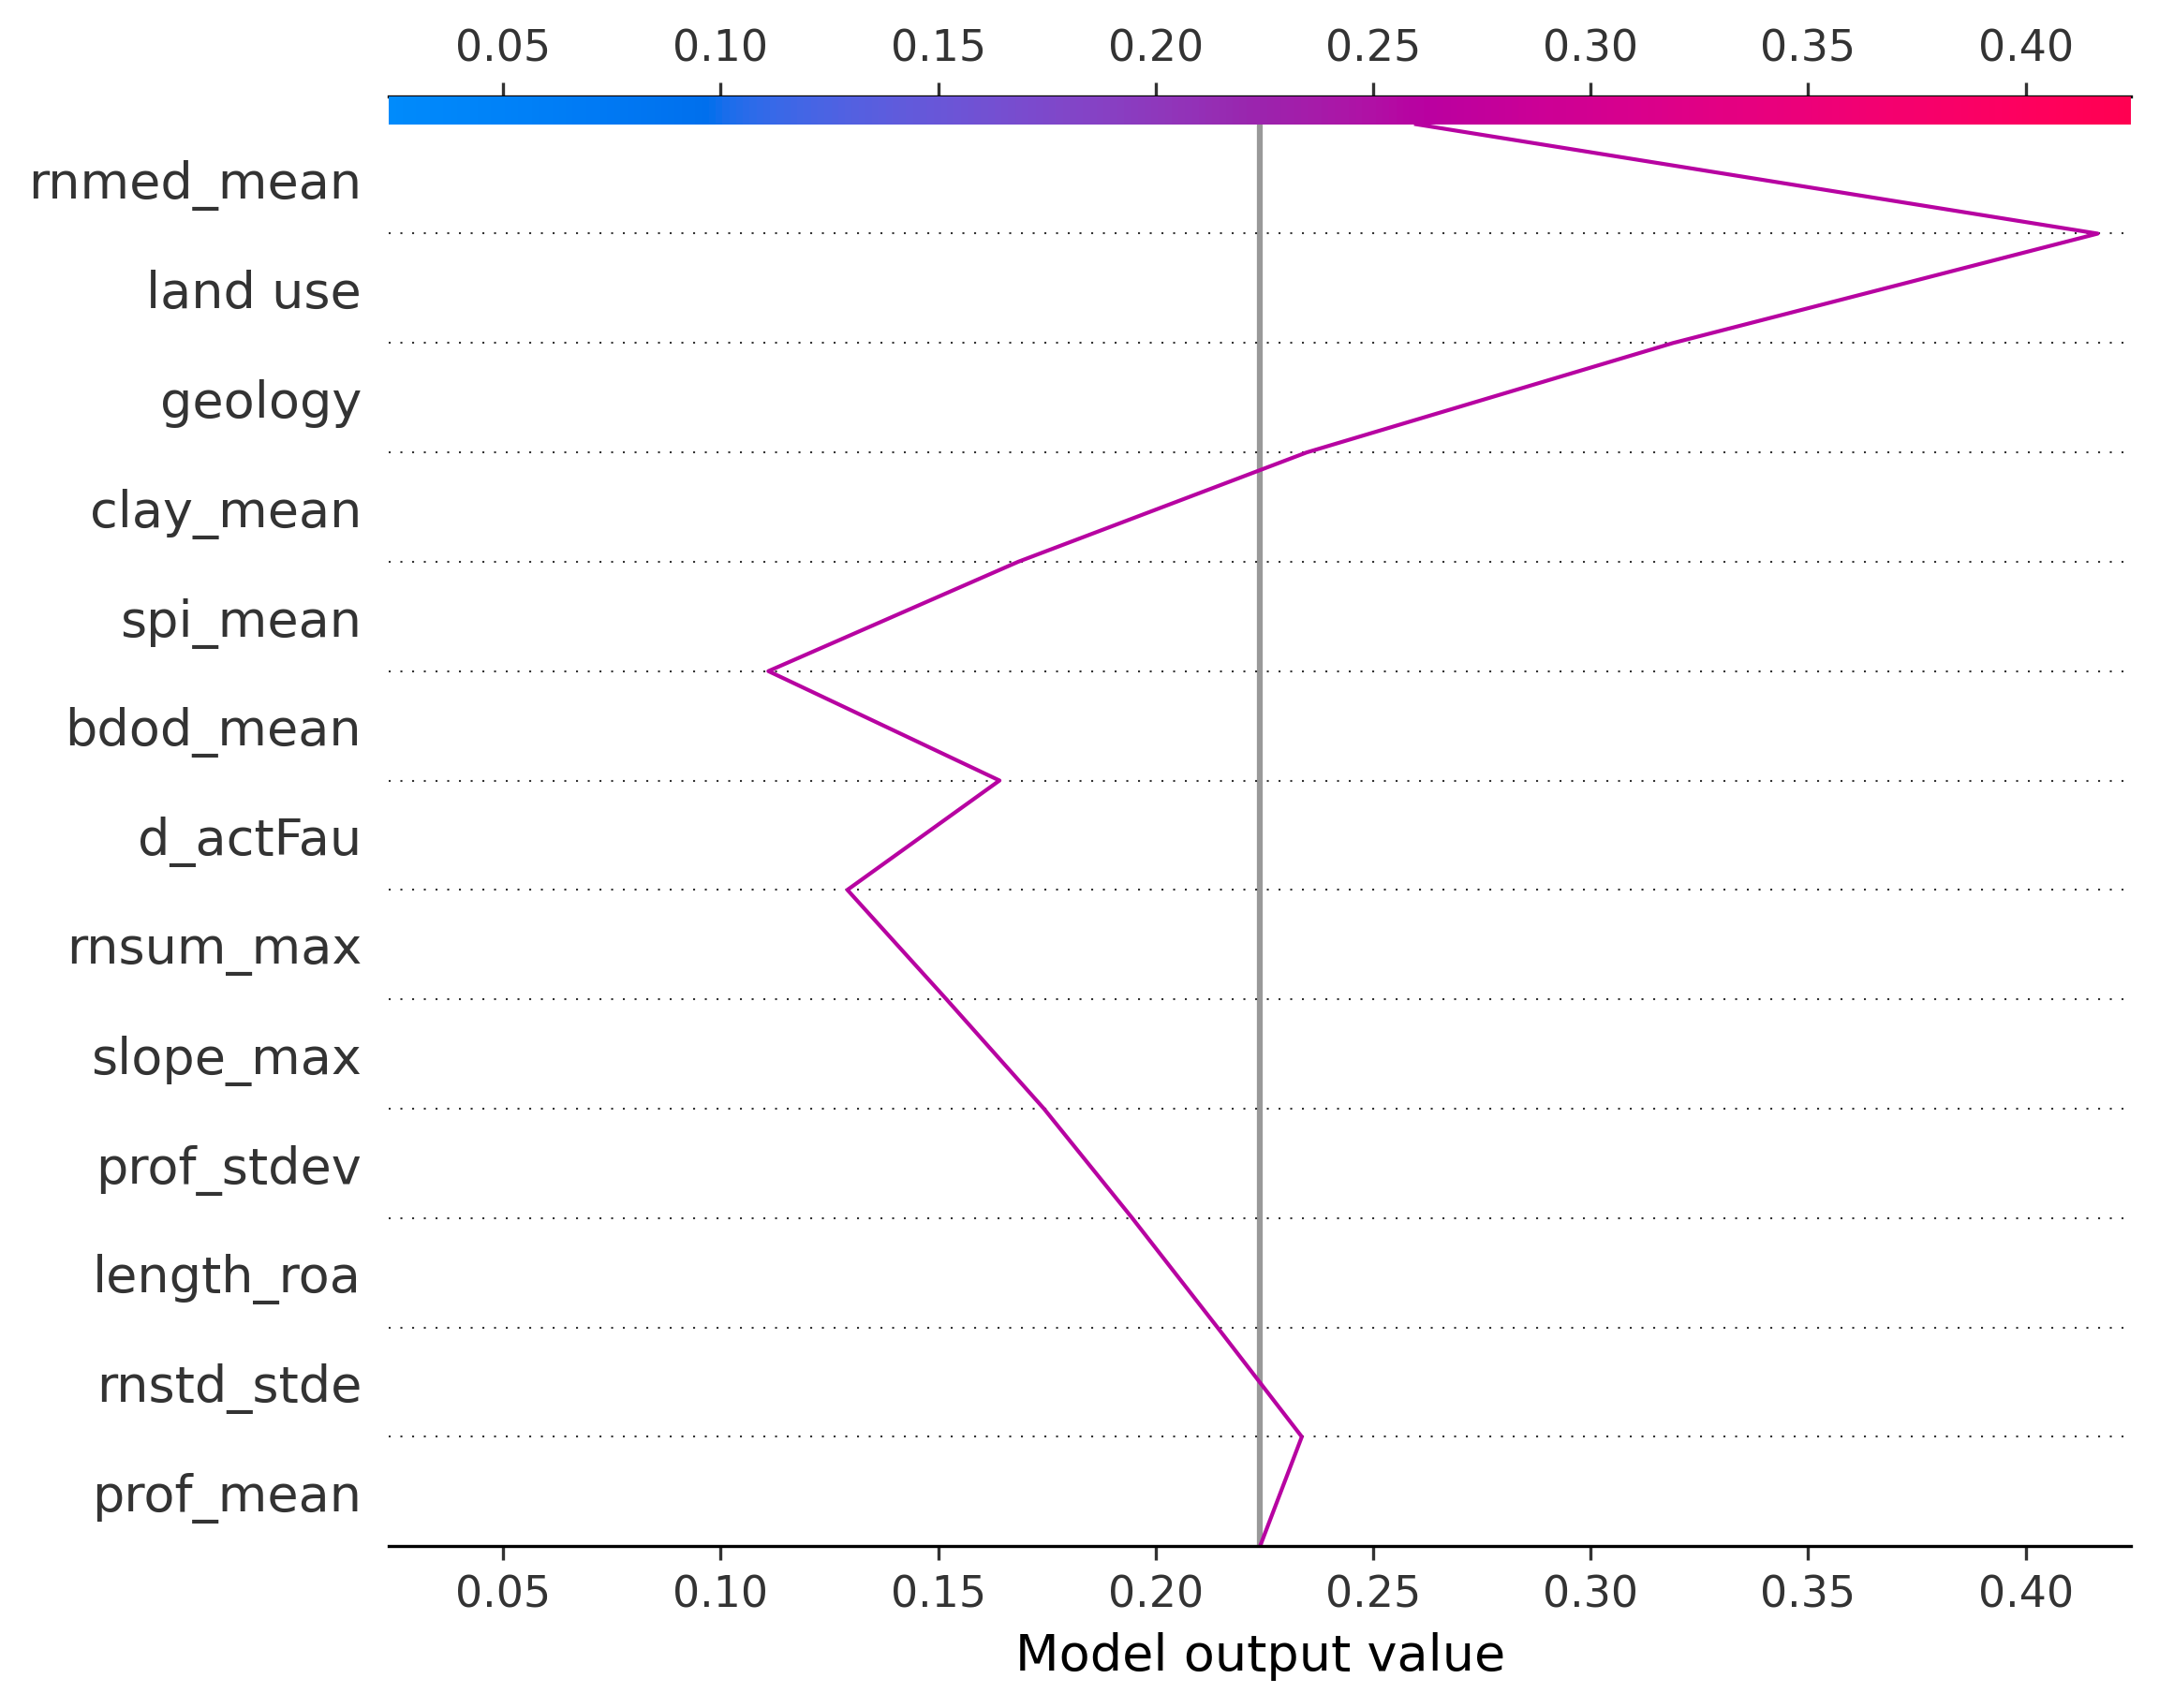 0.05 0.10 0.15 0.20 0.25 0.30 0.35 0.40
rnmed_mean
land use
geology
clay_mean
spi_mean
bdod_mean
d_actFau
rnsum_max
slope_max
prof_stdev
length_roa
rnstd_stde
prof_mean
0.05 0.10 0.15 0.20 0.25 0.30 0.35 0.40
Model output value